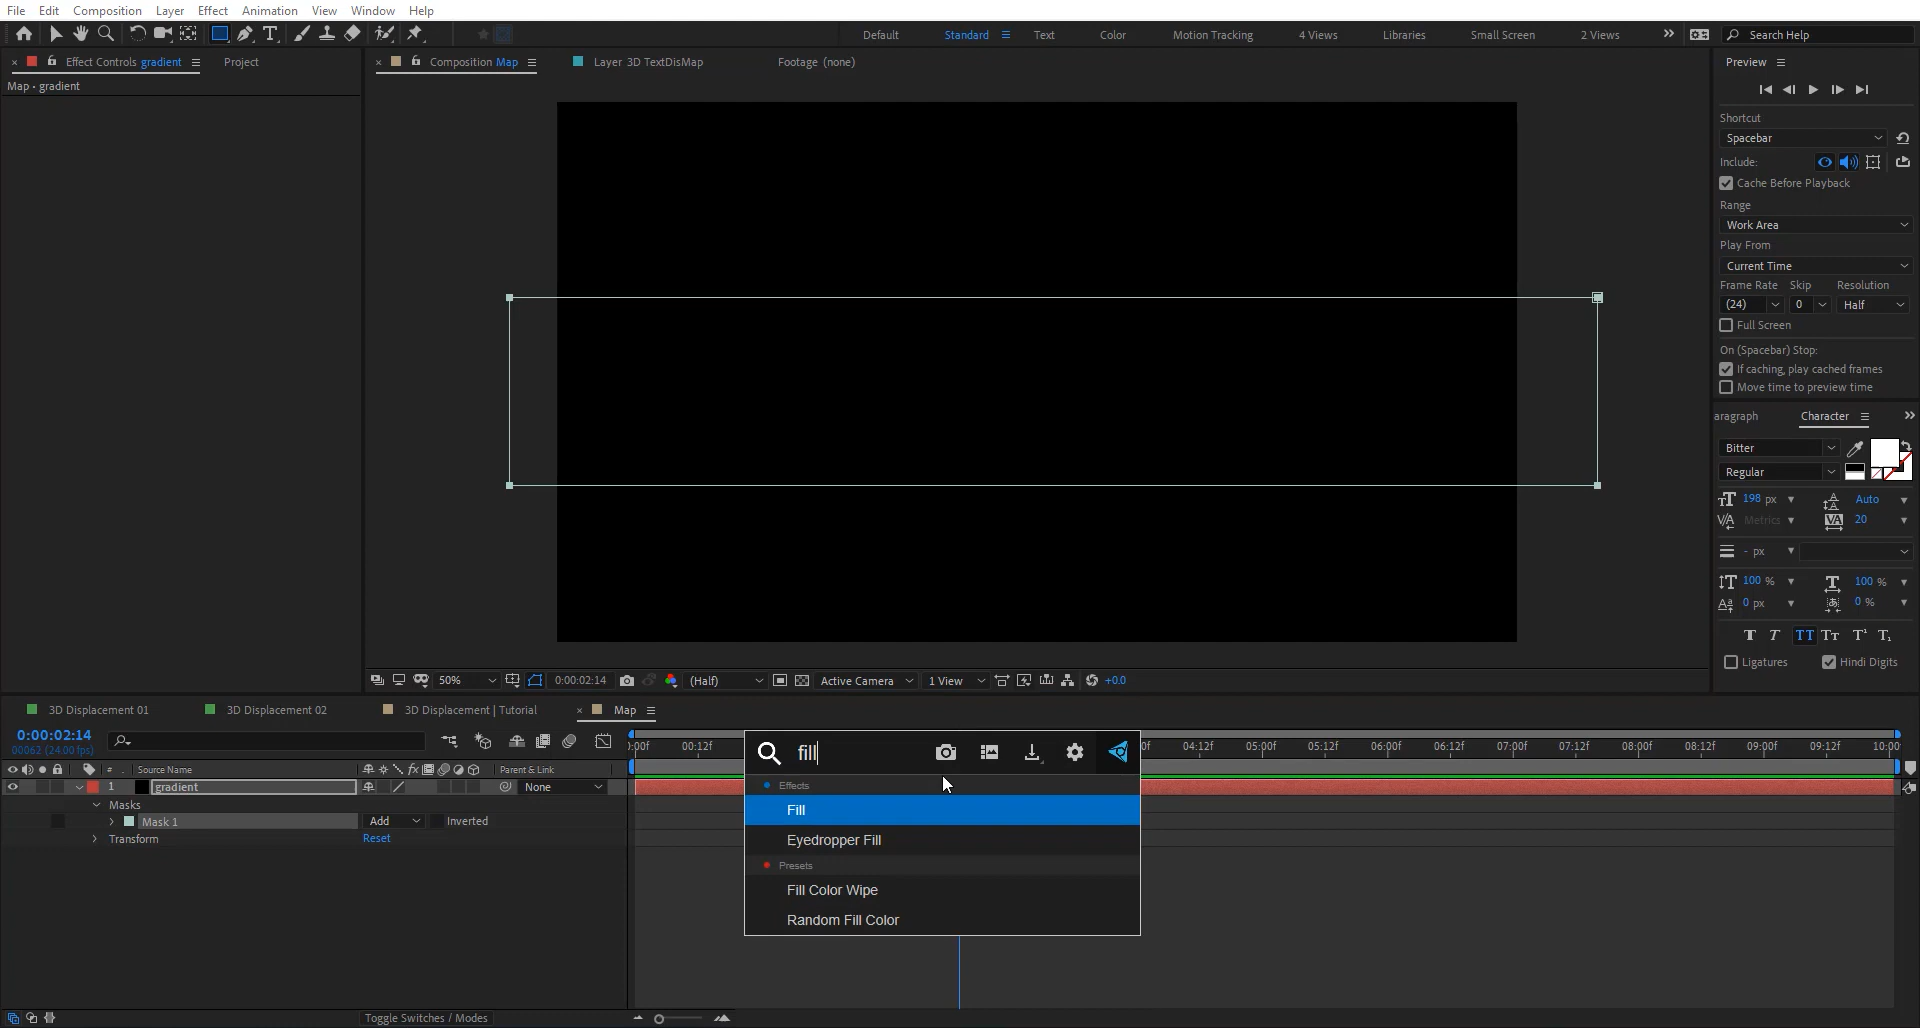 File Edit Composition Layer Effect Animation View Window Help
Default Standard Text Color Motion Tracking 4 Views Libraries Small Screen 2 Views Search Help
Effect Controls gradient Project
Composition Map Layer 3D TextDisMap Footage (none)
Preview
Map • gradient
Shortcut
Spacebar
Include:
Cache Before Playback
Range
Work Area
Play From
Current Time
Frame Rate Skip Resolution
(24) 0 Half
Full Screen
On (Spacebar) Stop:
If caching, play cached frames
Move time to preview time
aragraph Character
Bitter
Regular
198 px Auto
Metrics 20
- px
100 % 100 %
0 px 0 %
Ligatures Hindi Digits
50% 0:00:02:14 (Half) Active Camera 1 View +0.0
3D Displacement 01 3D Displacement 02 3D Displacement | Tutorial Map
0:00:02:14
00062 (24.00 fps)
:00f 00:12f 0f 04:12f 05:00f 05:12f 06:00f 06:12f 07:00f 07:12f 08:00f 08:12f 09:00f 09:12f 10:00
# Source Name fx Parent & Link
1 gradient None
Masks
Mask 1 Add Inverted
Transform Reset
fill
Effects
Fill
Eyedropper Fill
Presets
Fill Color Wipe
Random Fill Color
Toggle Switches / Modes